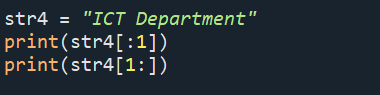 str4 = "ICT Department"
print(str4[:1])
print(str4[1:])